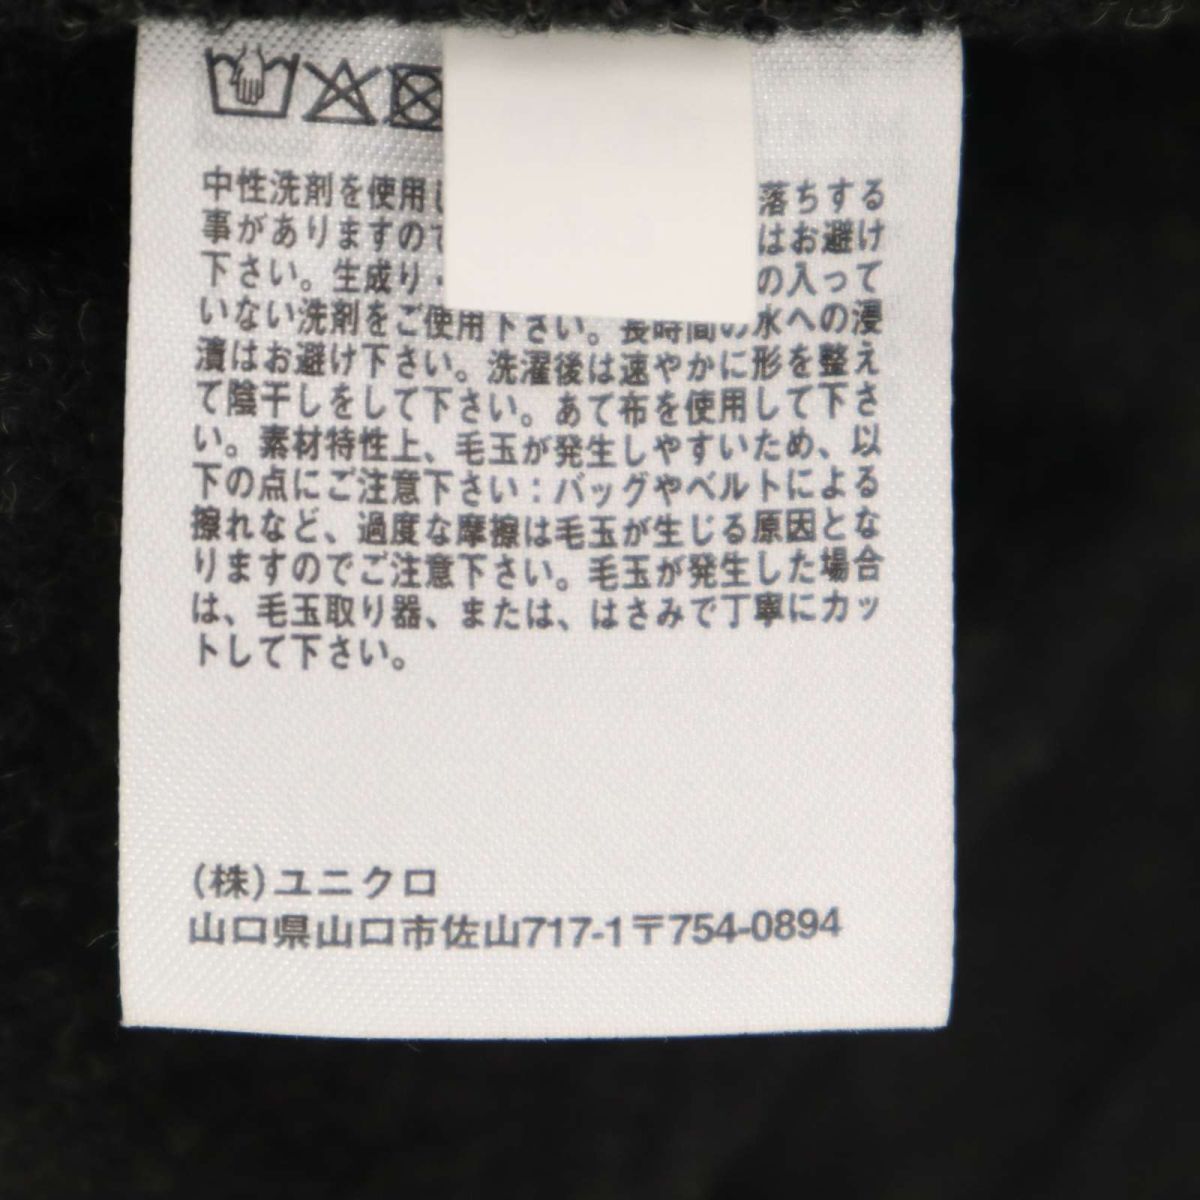 中性洗剤を使用し 落ちする
事がありますので はお避け
下さい。生成り・ の入って
いない洗剤をご使用下さい。長時間の水への浸
漬はお避け下さい。洗濯後は速やかに形を整え
て陰干しをして下さい。あて布を使用して下さ
い。素材特性上、毛玉が発生しやすいため、以
下の点にご注意下さい：バッグやベルトによる
擦れなど、過度な摩擦は毛玉が生じる原因とな
りますのでご注意下さい。毛玉が発生した場合
は、毛玉取り器、または、はさみで丁寧にカッ
トして下さい。
(株)ユニクロ
山口県山口市佐山717-1〒754-0894